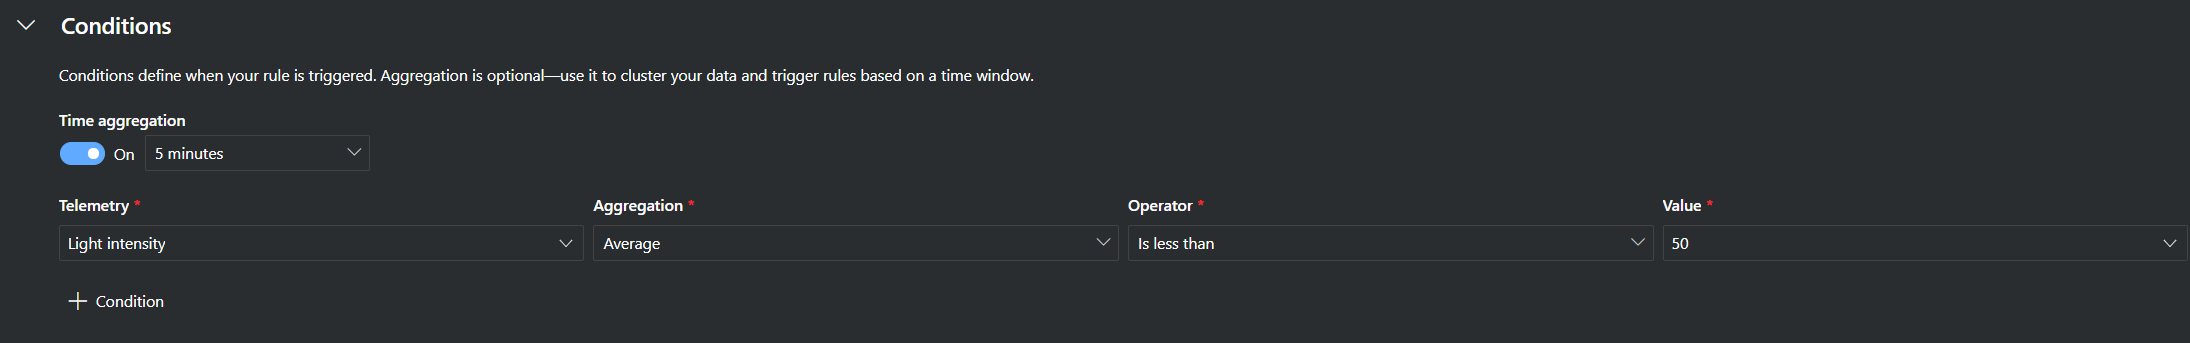 Conditions
Conditions define when your rule is triggered. Aggregation is optional—use it to cluster your data and trigger rules based on a time window.
Time aggregation
On 5 minutes
Telemetry * Aggregation * Operator * Value *
Light intensity Average Is less than 50
+ Condition